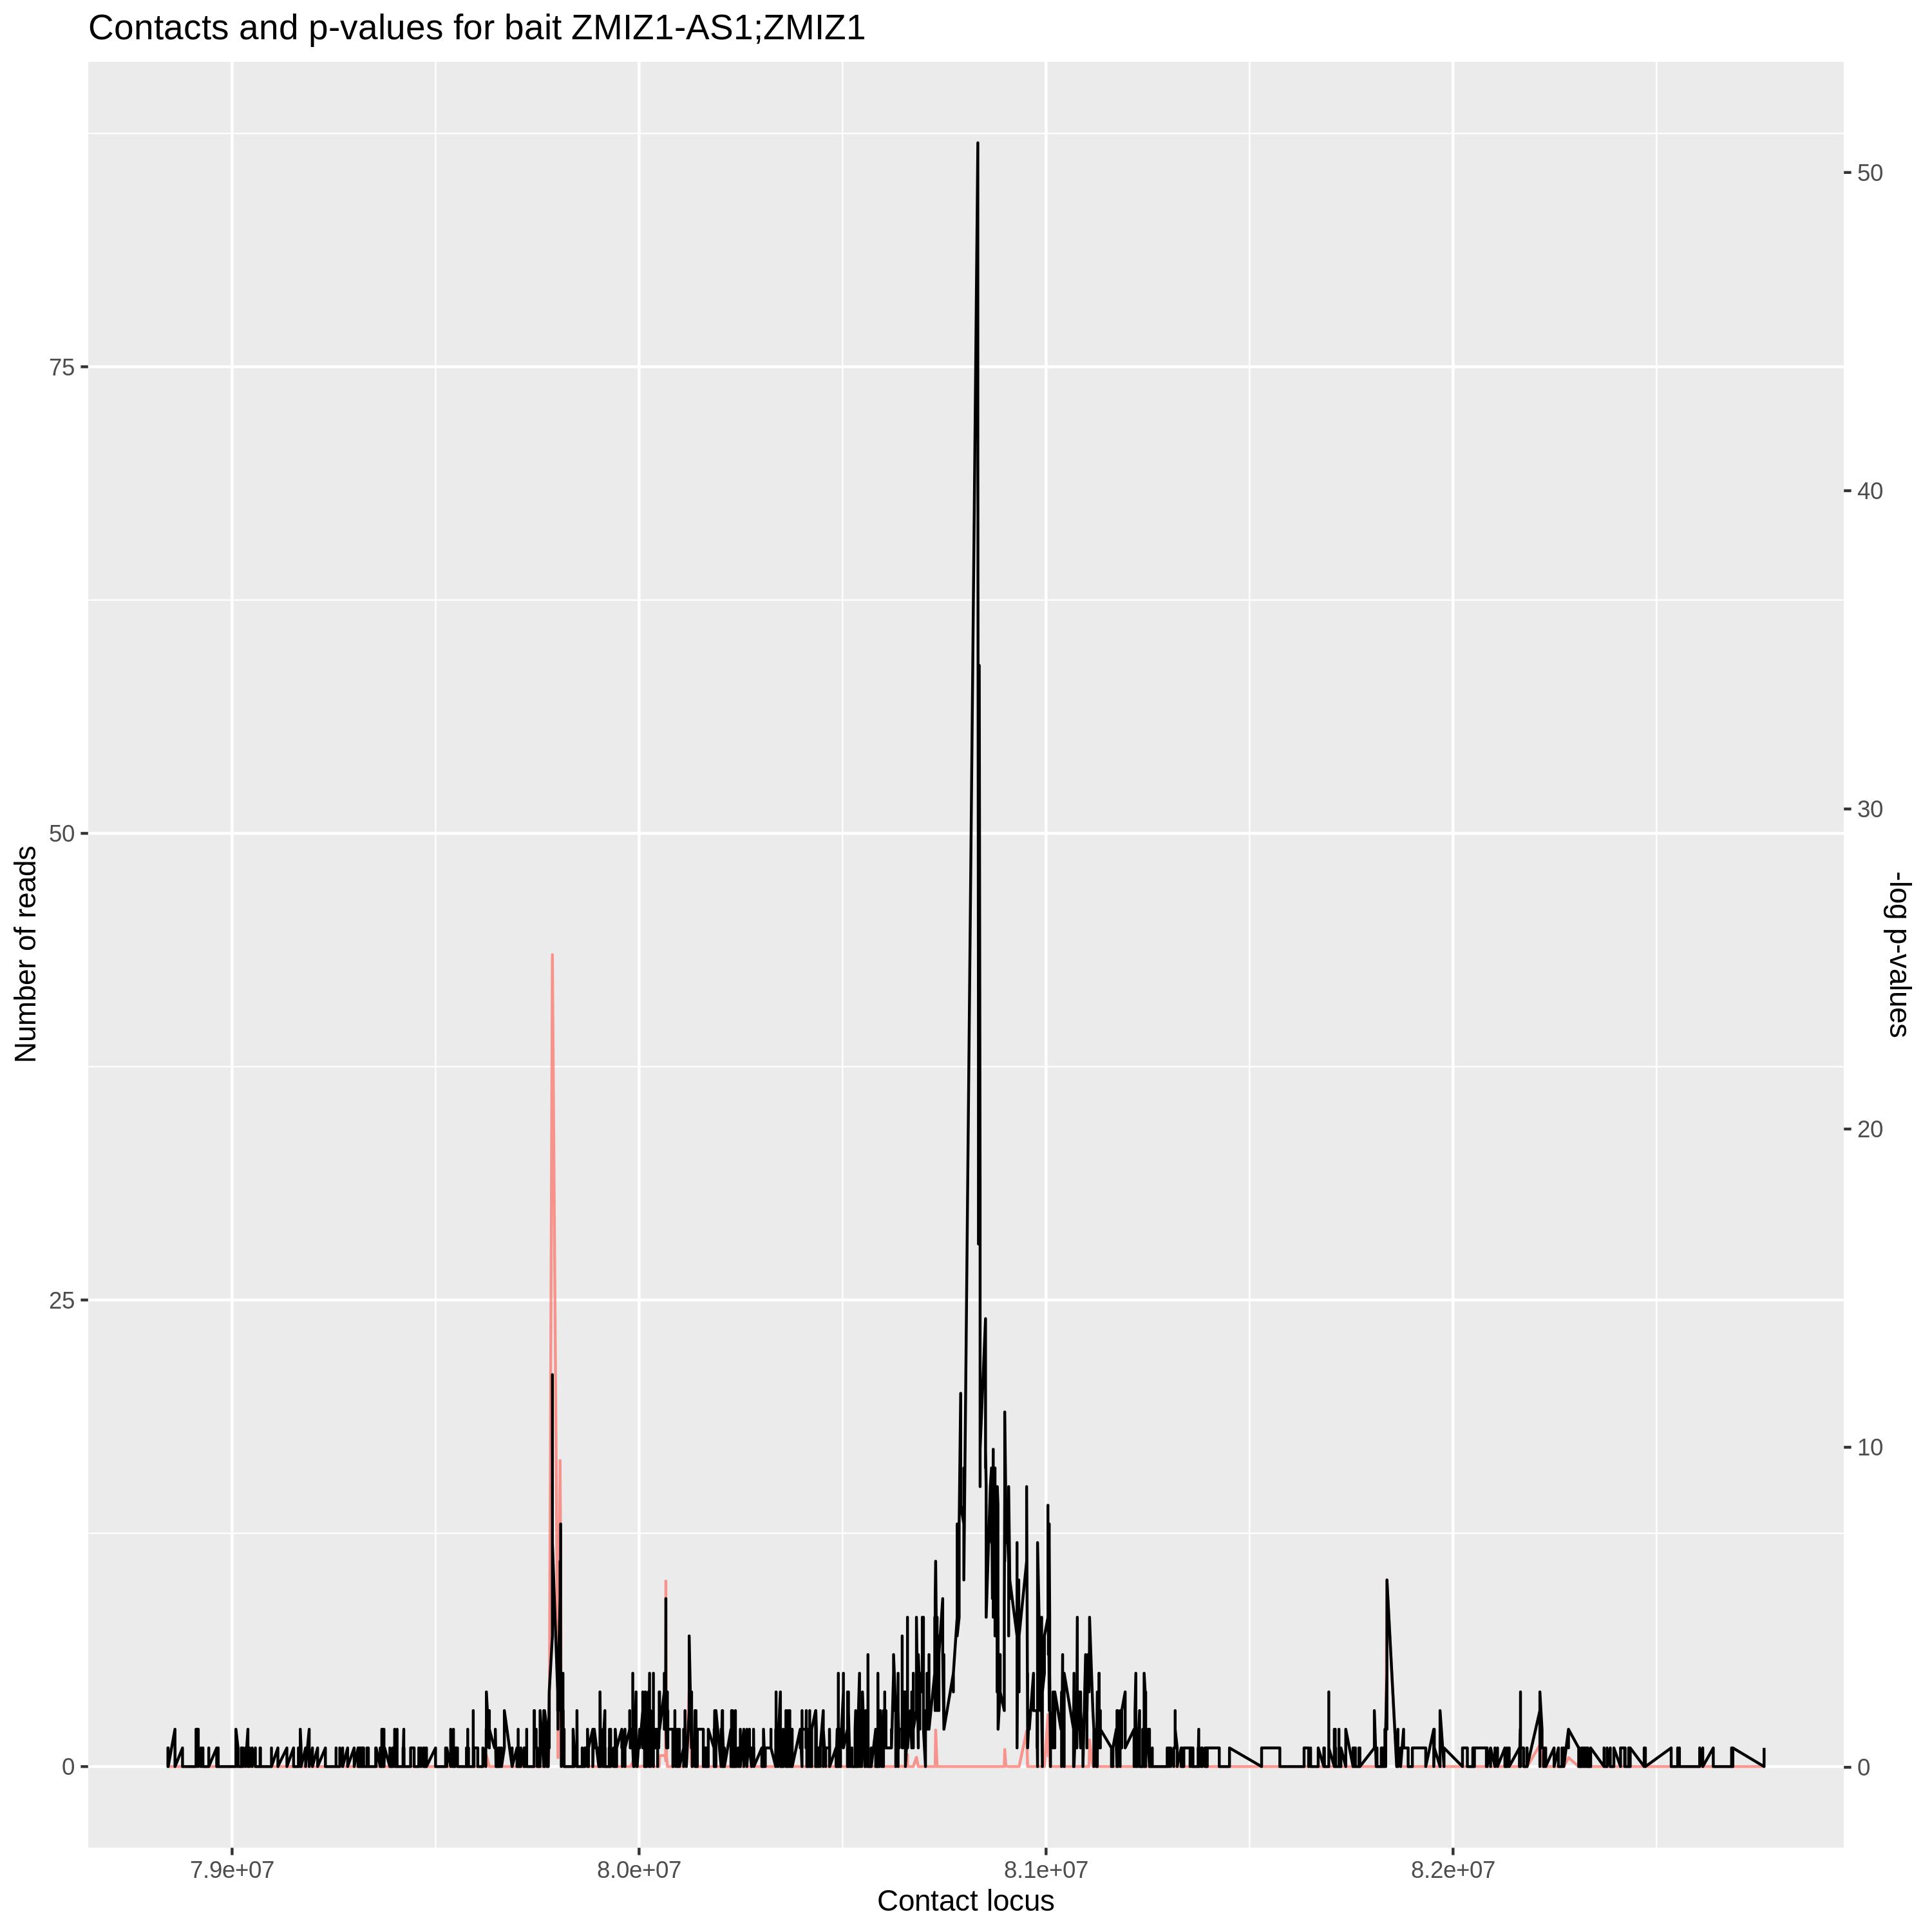 Contacts and p-values for bait ZMIZ1-AS1;ZMIZ1
75
50
25
0
Number of reads
50
40
30
20
10
0
-log p-values
7.9e+07 8.0e+07 8.1e+07 8.2e+07
Contact locus